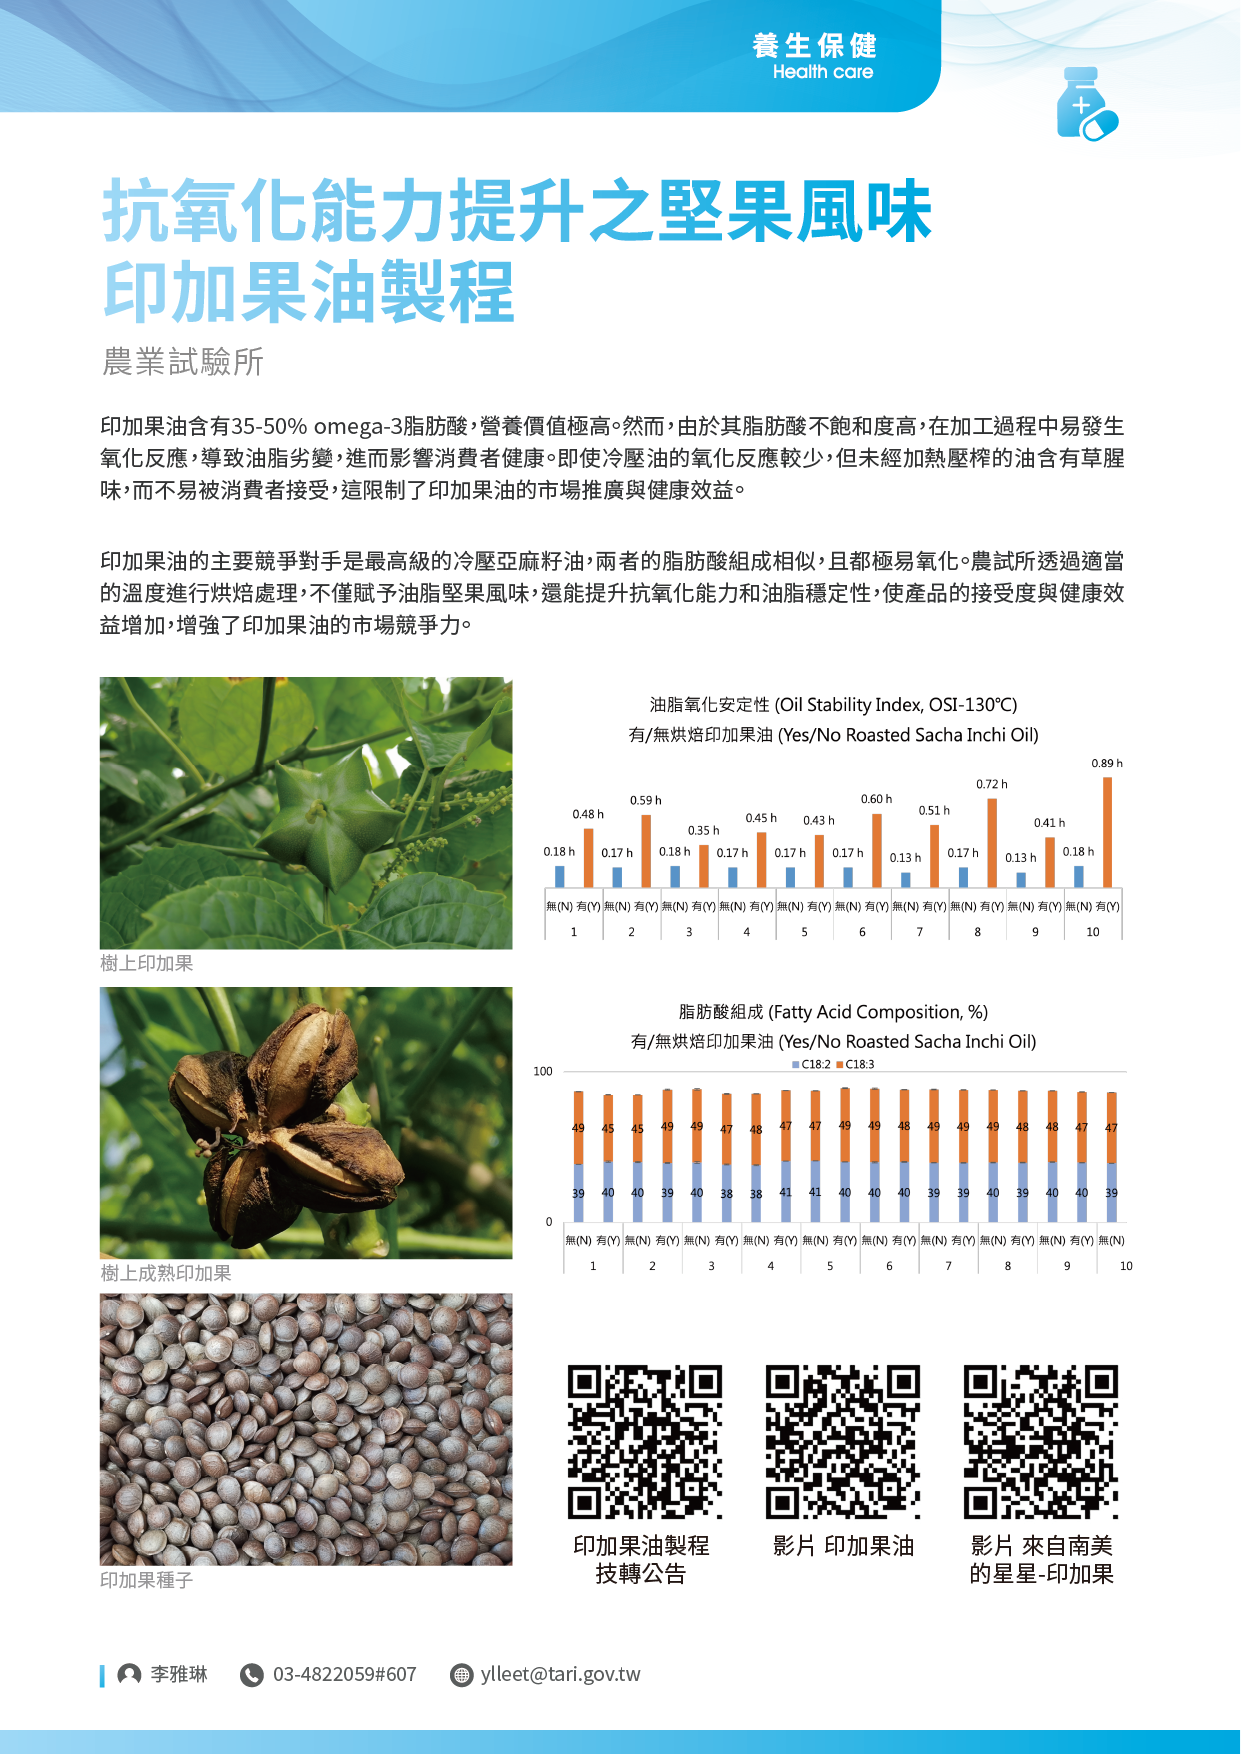 養生保健
Health care
抗氧化能力提升之堅果風味
印加果油製程
農業試驗所
印加果油含有35-50% omega-3脂肪酸，營養價值極高。然而，由於其脂肪酸不飽和度高，在加工過程中易發生
氧化反應，導致油脂劣變，進而影響消費者健康。即使冷壓油的氧化反應較少，但未經加熱壓榨的油含有草腥
味，而不易被消費者接受，這限制了印加果油的市場推廣與健康效益。
印加果油的主要競爭對手是最高級的冷壓亞麻籽油，兩者的脂肪酸組成相似，且都極易氧化。農試所透過適當
的溫度進行烘焙處理，不僅賦予油脂堅果風味，還能提升抗氧化能力和油脂穩定性，使產品的接受度與健康效
益增加，增強了印加果油的市場競爭力。
樹上印加果
油脂氧化安定性 (Oil Stability Index, OSI-130℃)
有/無烘焙印加果油 (Yes/No Roasted Sacha Inchi Oil)
0.18 h 0.48 h 0.17 h 0.59 h 0.18 h 0.35 h 0.17 h 0.45 h 0.17 h 0.43 h 0.17 h 0.60 h 0.13 h 0.51 h 0.17 h 0.72 h 0.13 h 0.41 h 0.18 h 0.89 h
無(N) 有(Y) 無(N) 有(Y) 無(N) 有(Y) 無(N) 有(Y) 無(N) 有(Y) 無(N) 有(Y) 無(N) 有(Y) 無(N) 有(Y) 無(N) 有(Y) 無(N) 有(Y)
1 2 3 4 5 6 7 8 9 10
樹上成熟印加果
脂肪酸組成 (Fatty Acid Composition, %)
有/無烘焙印加果油 (Yes/No Roasted Sacha Inchi Oil)
C18:2 C18:3
100
49 45 45 49 49 47 48 47 47 49 49 48 49 49 49 48 48 47 47
39 40 40 39 40 38 38 41 41 40 40 40 39 39 40 39 40 40 39
0
無(N) 有(Y) 無(N) 有(Y) 無(N) 有(Y) 無(N) 有(Y) 無(N) 有(Y) 無(N) 有(Y) 無(N) 有(Y) 無(N) 有(Y) 無(N) 有(Y) 無(N)
1 2 3 4 5 6 7 8 9 10
印加果種子
印加果油製程
技轉公告
影片 印加果油
影片 來自南美
的星星-印加果
李雅琳 03-4822059#607 ylleet@tari.gov.tw